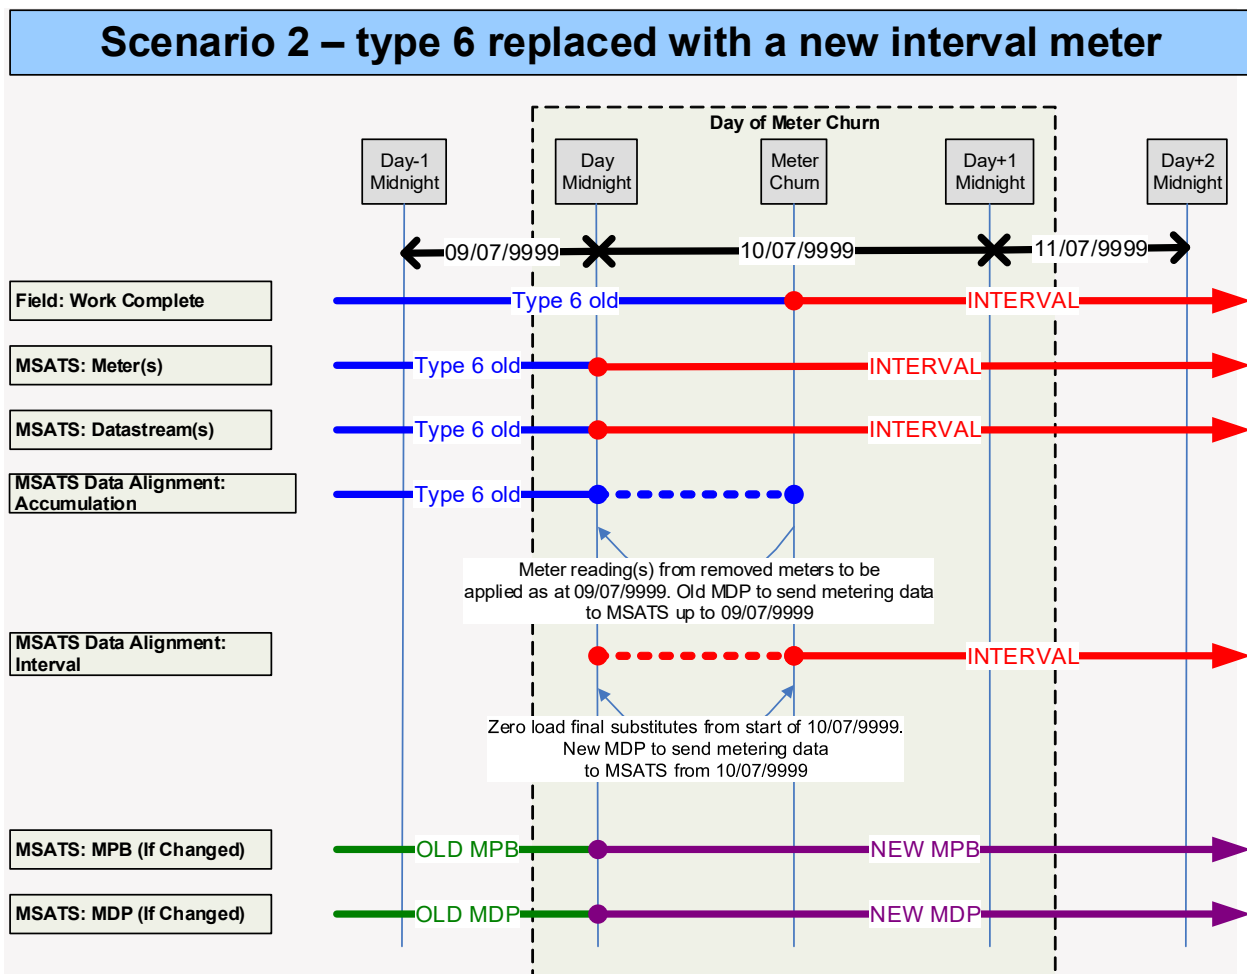 Scenario 2 – type 6 replaced with a new interval meter
Day of Meter Churn
Day-1
Midnight
Day
Midnight
Meter
Churn
Day+1
Midnight
Day+2
Midnight
09/07/9999
10/07/9999
11/07/9999
Field: Work Complete
Type 6 old
INTERVAL
MSATS: Meter(s)
Type 6 old
INTERVAL
MSATS: Datastream(s)
Type 6 old
INTERVAL
MSATS Data Alignment:
Accumulation
Type 6 old
Meter reading(s) from removed meters to be
applied as at 09/07/9999. Old MDP to send metering data
to MSATS up to 09/07/9999
MSATS Data Alignment:
Interval
INTERVAL
Zero load final substitutes from start of 10/07/9999.
New MDP to send metering data
to MSATS from 10/07/9999
MSATS: MPB (If Changed)
OLD MPB
NEW MPB
MSATS: MDP (If Changed)
OLD MDP
NEW MDP